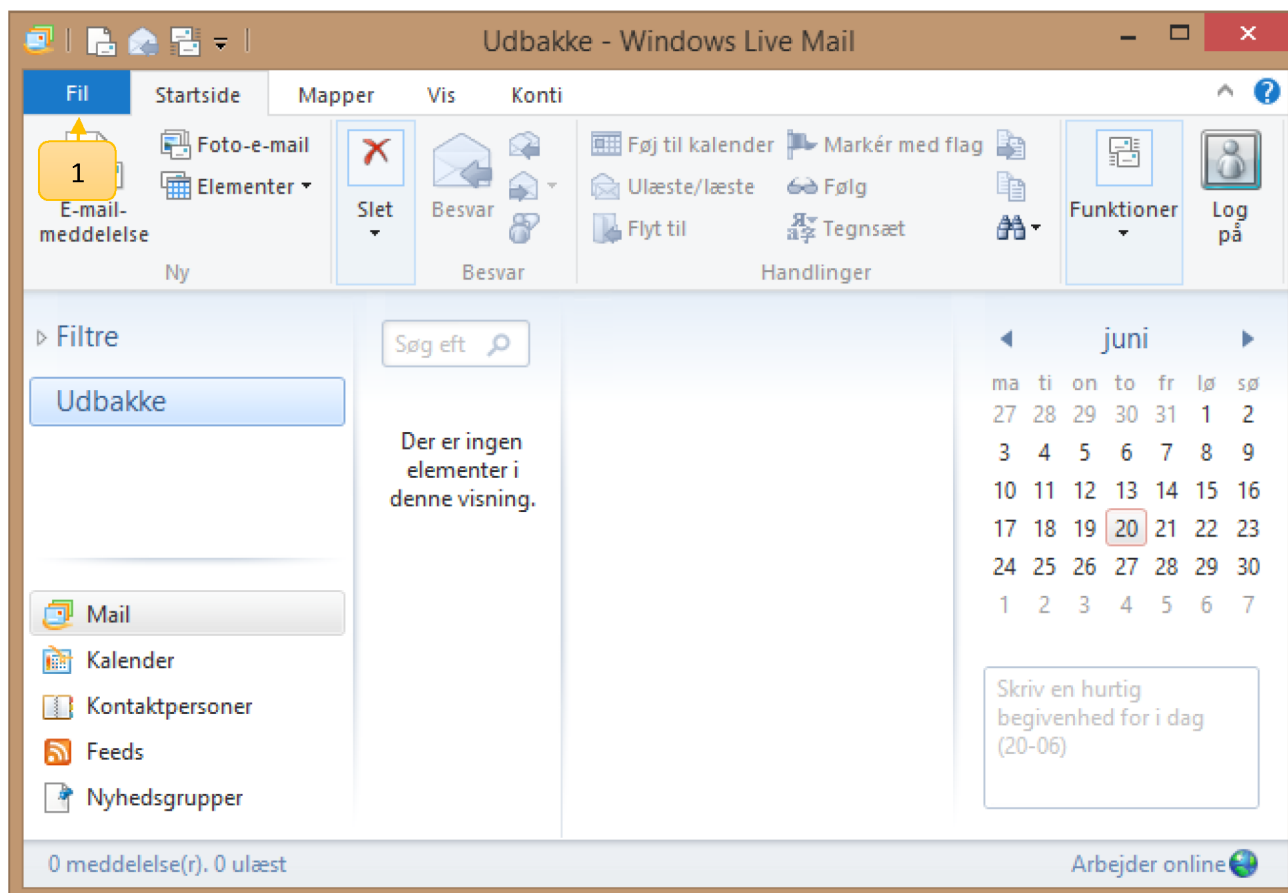 Udbakke - Windows Live Mail
Fil Startside Mapper Vis Konti
1
E-mail-
meddelelse
Foto-e-mail
Elementer
Ny
Slet
Besvar
Besvar
Føj til kalender
Ulæste/læste
Flyt til
Markér med flag
Følg
Tegnsæt
Handlinger
Funktioner
Log
på
Filtre
Udbakke
Mail
Kalender
Kontaktpersoner
Feeds
Nyhedsgrupper
Søg eft
Der er ingen
elementer i
denne visning.
juni
ma ti on to fr lø sø
27 28 29 30 31 1 2
3 4 5 6 7 8 9
10 11 12 13 14 15 16
17 18 19 20 21 22 23
24 25 26 27 28 29 30
1 2 3 4 5 6 7
Skriv en hurtig
begivenhed for i dag
(20-06)
0 meddelelse(r). 0 ulæst
Arbejder online